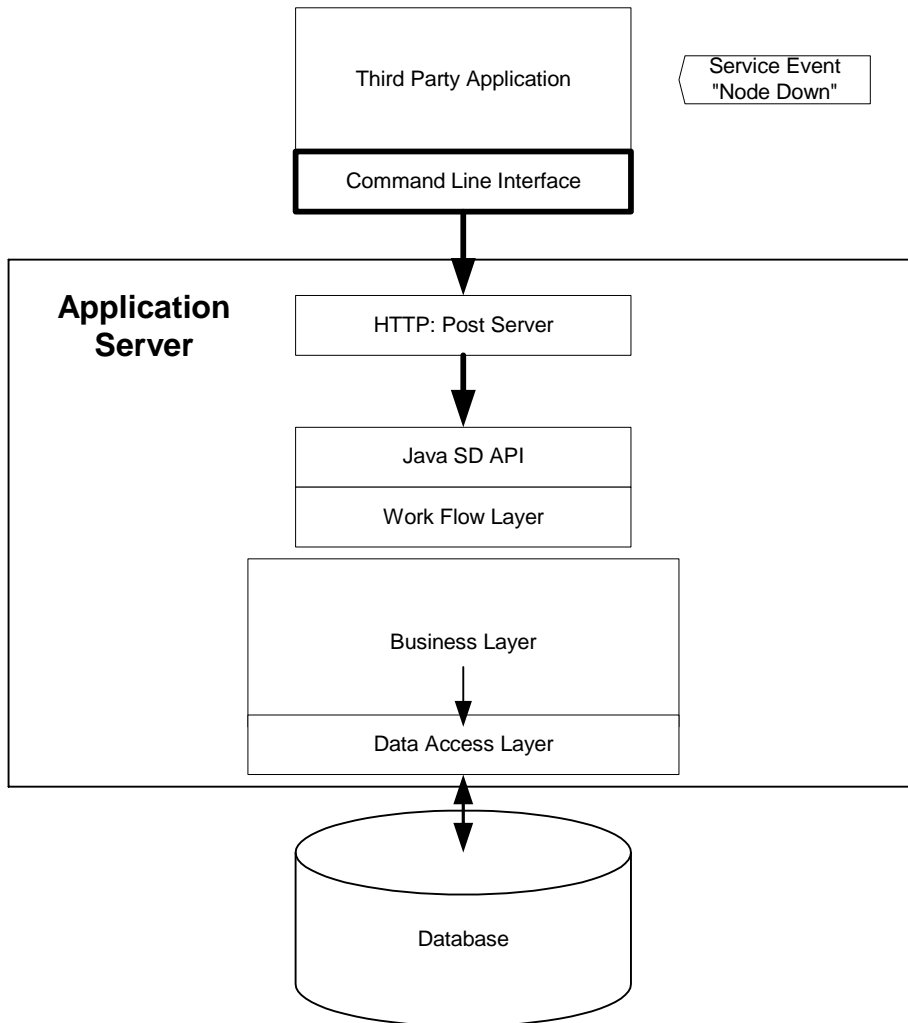 Third Party Application
Service Event
"Node Down"
Command Line Interface
Application
Server
HTTP: Post Server
Java SD API
Work Flow Layer
Business Layer
Data Access Layer
Database